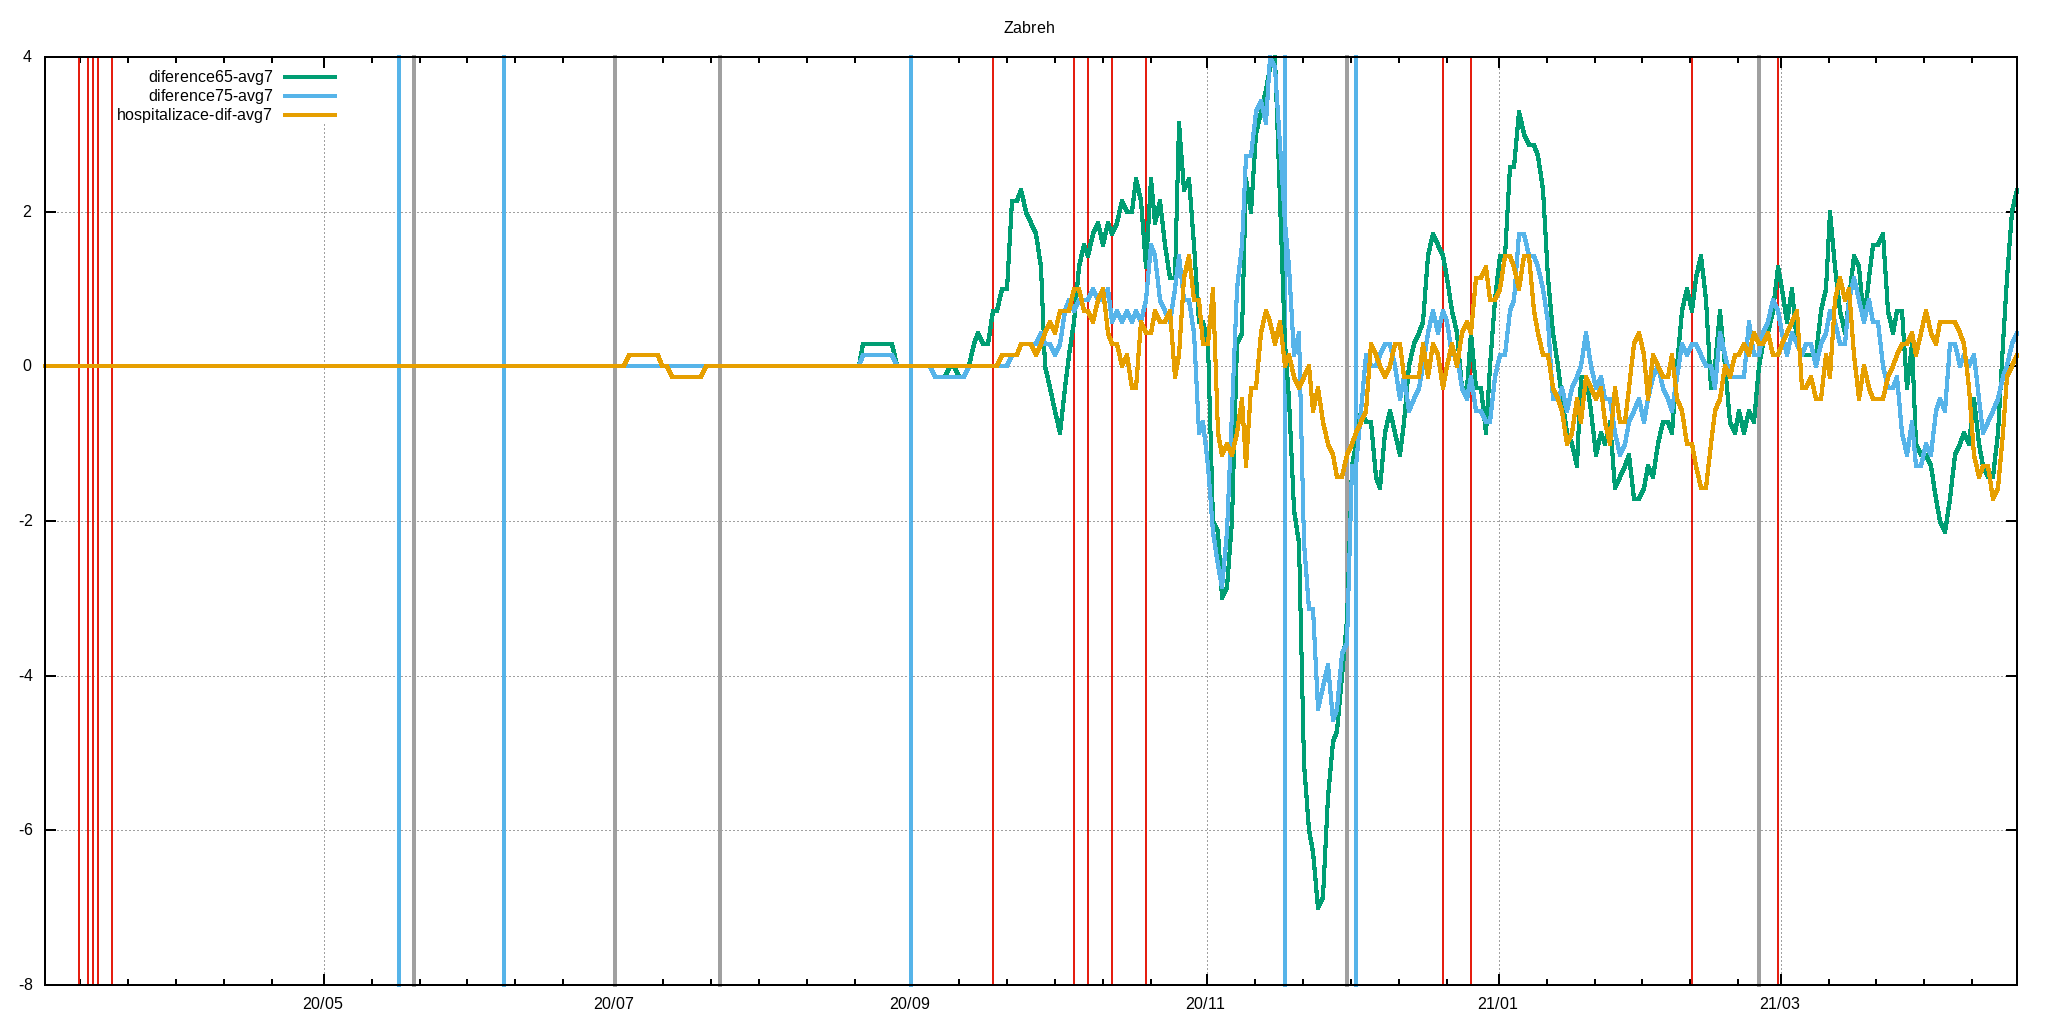 Zabreh
diference65-avg7
diference75-avg7
hospitalizace-dif-avg7
4
2
0
-2
-4
-6
-8
20/05 20/07 20/09 20/11 21/01 21/03